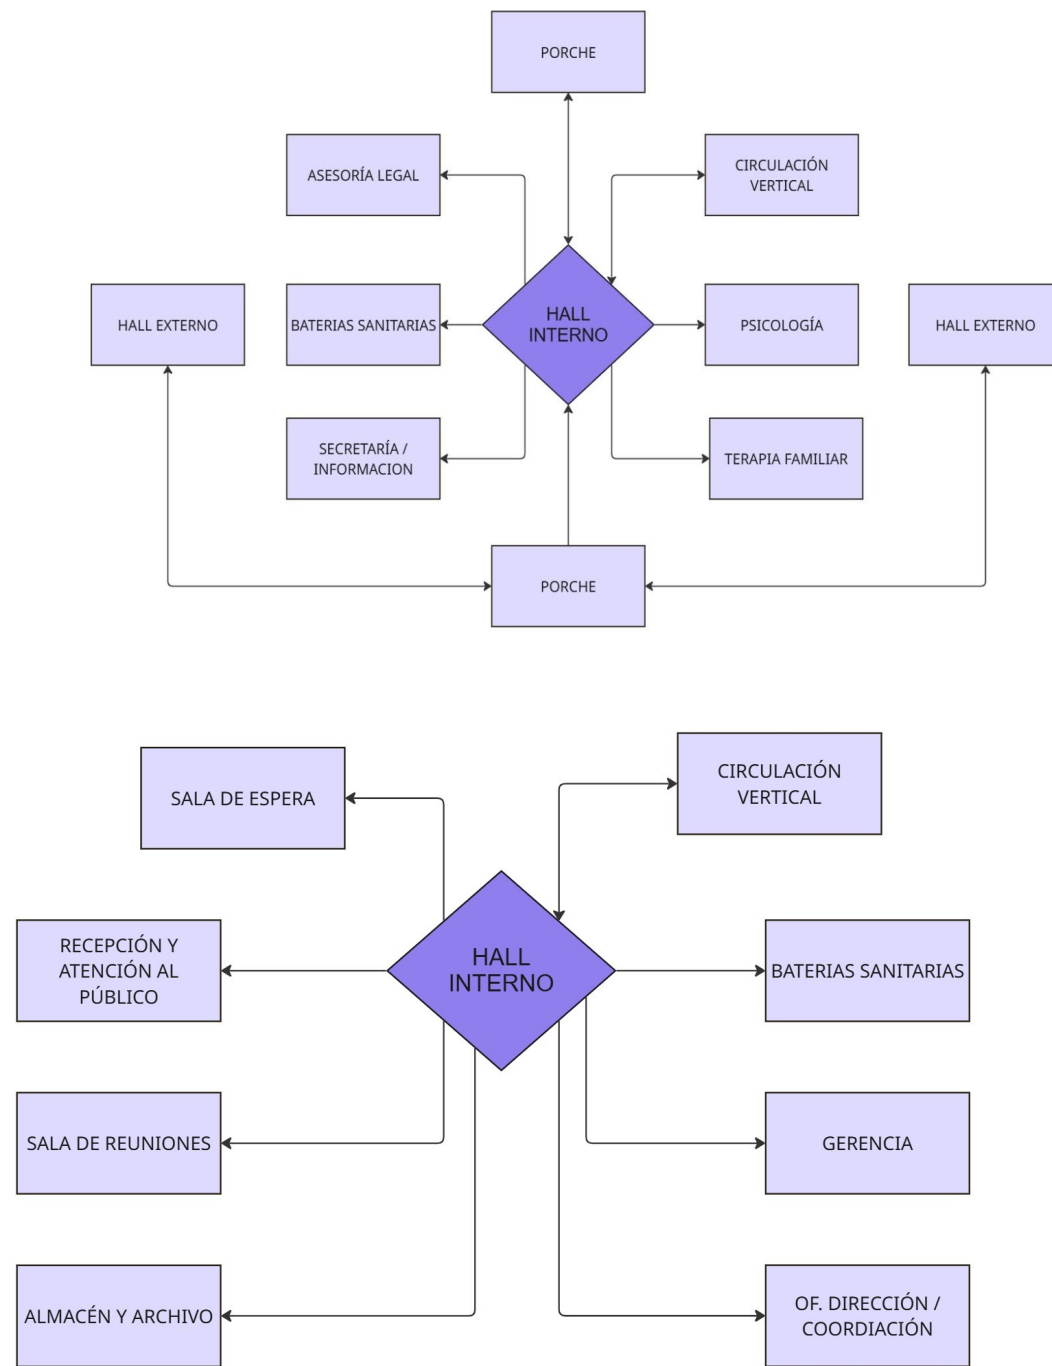 PORCHE
ASESORÍA LEGAL
CIRCULACIÓN
VERTICAL
HALL EXTERNO
BATERIAS SANITARIAS
HALL
INTERNO
PSICOLOGÍA
HALL EXTERNO
SECRETARÍA /
INFORMACION
TERAPIA FAMILIAR
PORCHE
SALA DE ESPERA
CIRCULACIÓN
VERTICAL
RECEPCIÓN Y
ATENCIÓN AL
PÚBLICO
HALL
INTERNO
BATERIAS SANITARIAS
SALA DE REUNIONES
GERENCIA
ALMACÉN Y ARCHIVO
OF. DIRECCIÓN /
COORDIACIÓN